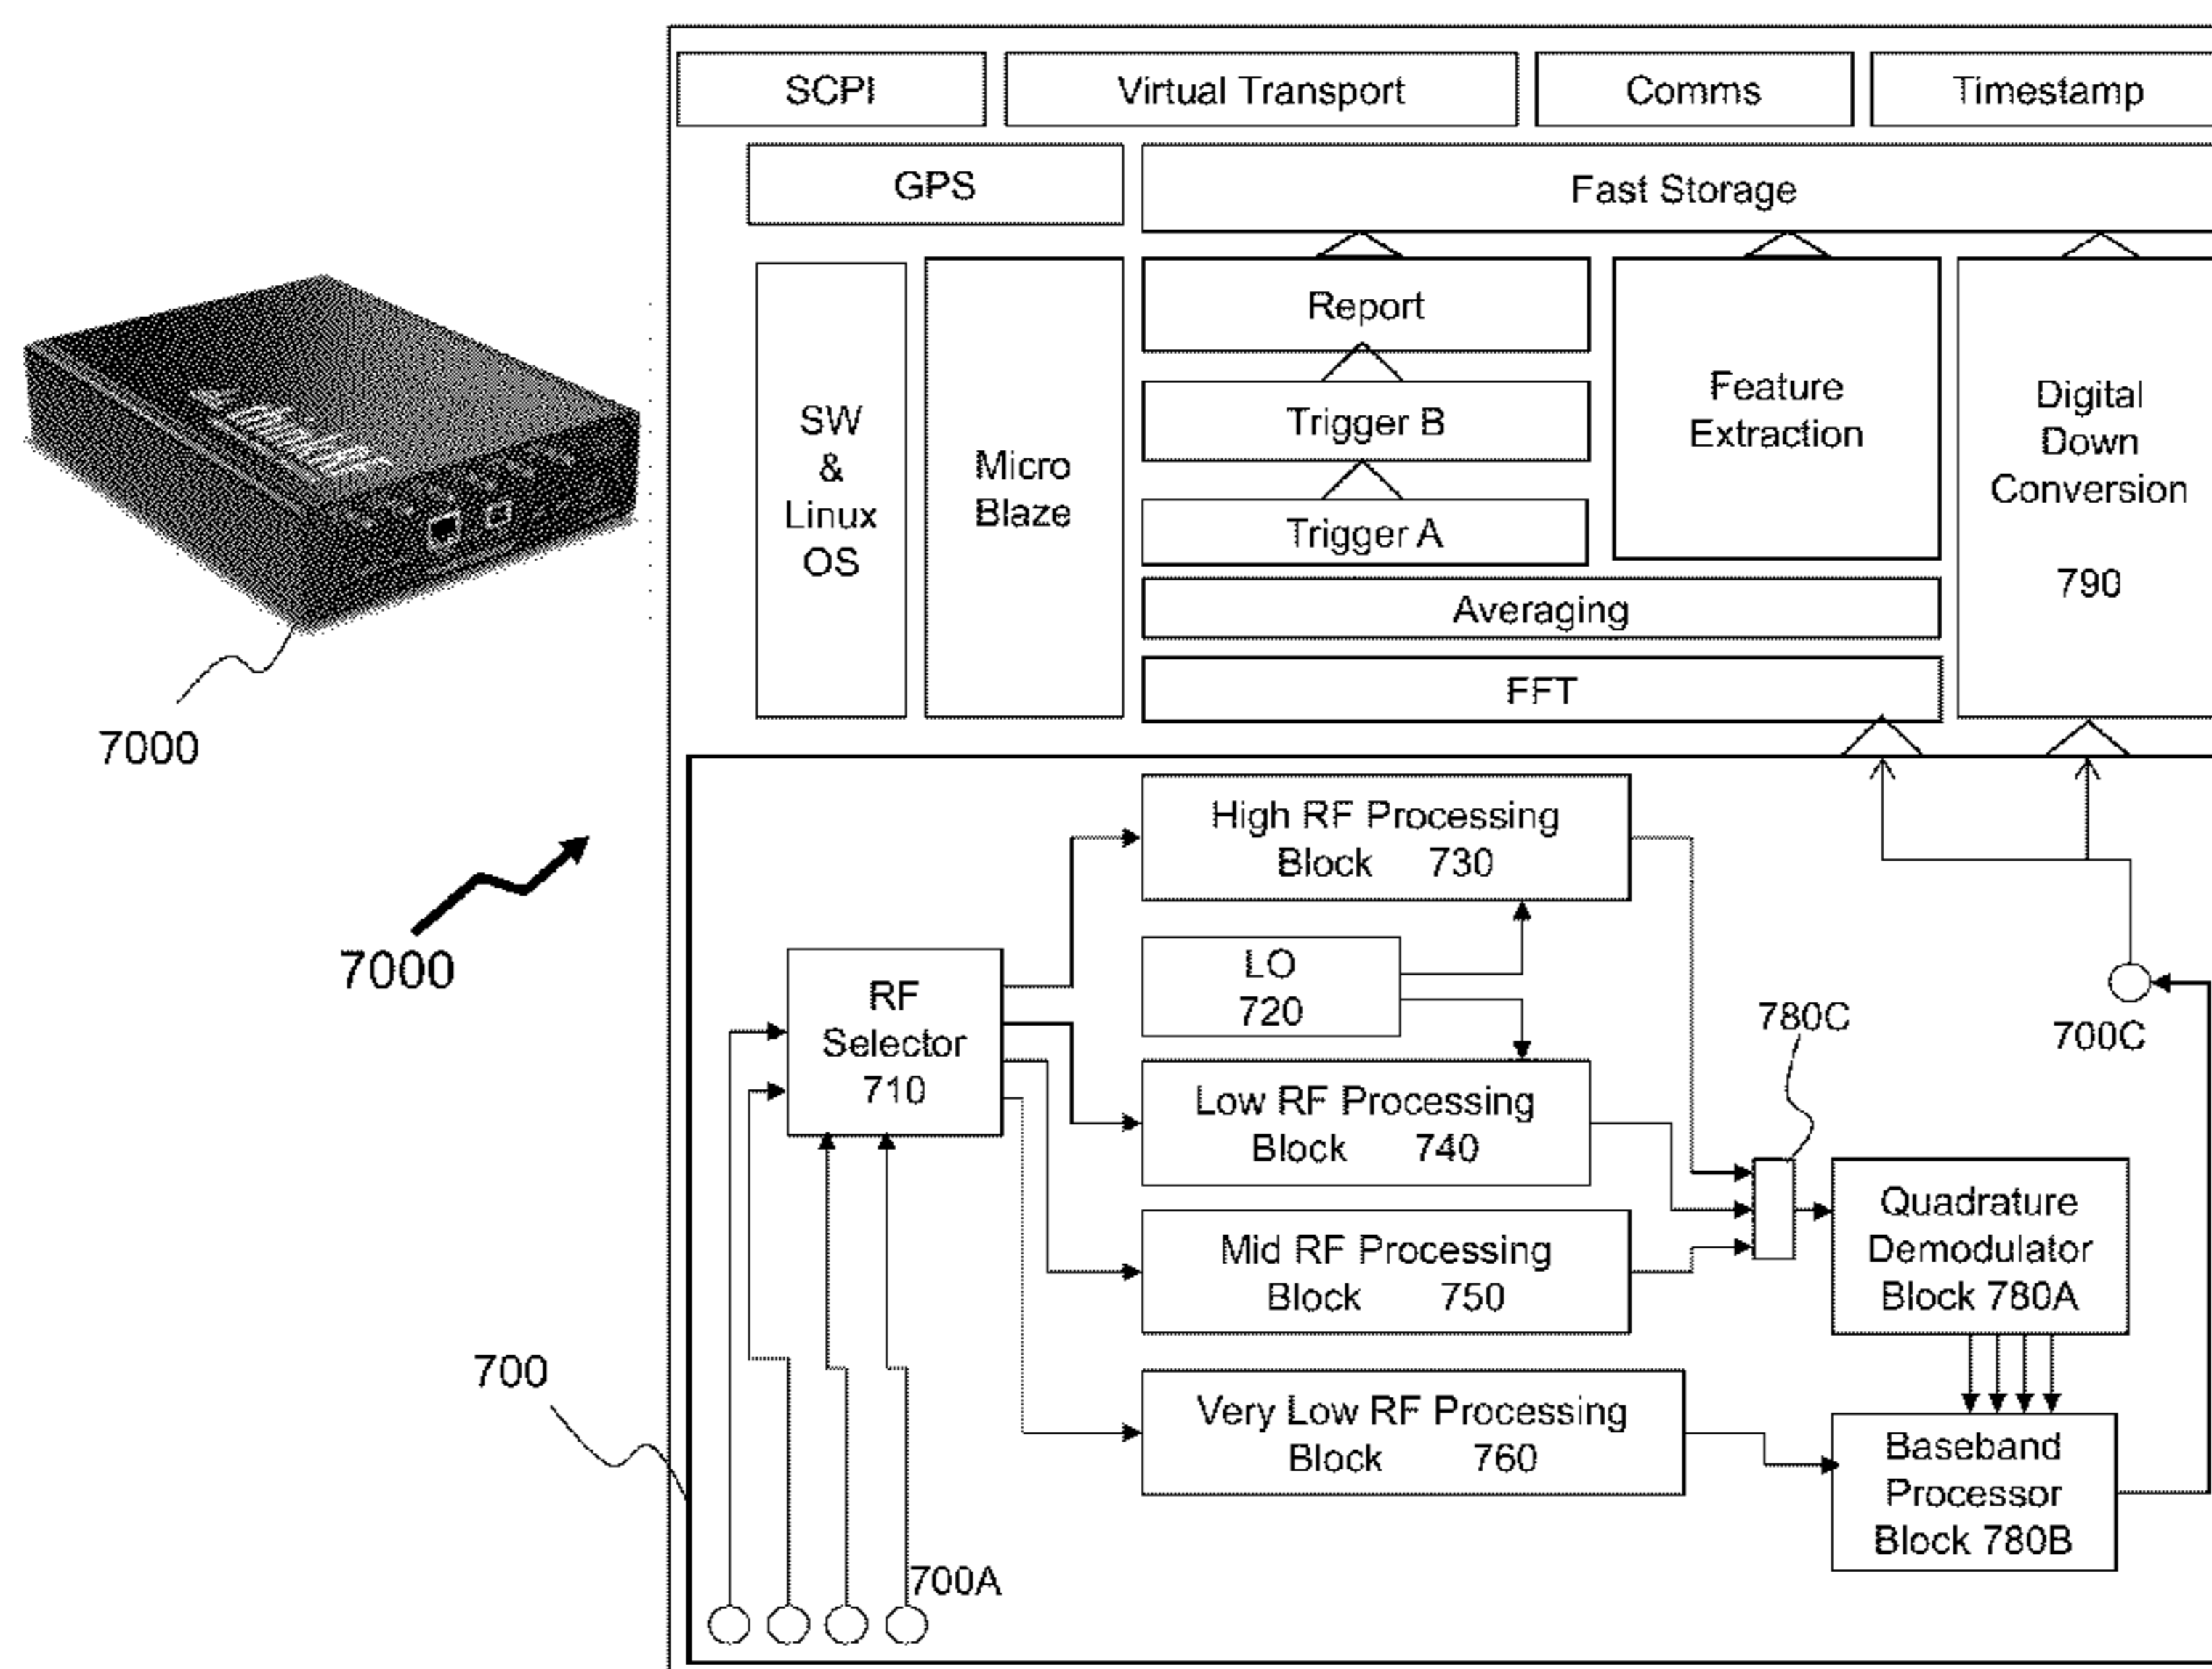 SCPI
Virtual Transport
Comms
Timestamp
GPS
Fast Storage
SW
&
Linux
OS
Micro
Blaze
Report
Trigger B
Trigger A
Feature
Extraction
Digital
Down
Conversion
790
Averaging
FFT
7000
7000
High RF Processing
Block 730
LO
720
RF
Selector
710
Low RF Processing
Block 740
Mid RF Processing
Block 750
Very Low RF Processing
Block 760
780C
700C
Quadrature
Demodulator
Block 780A
Baseband
Processor
Block 780B
700
700A